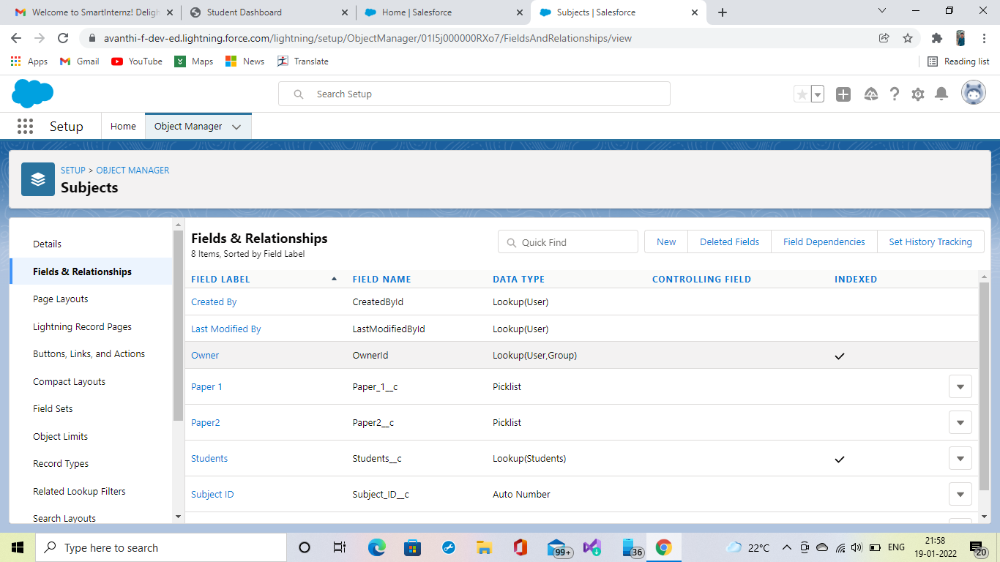 Welcome to SmartInternz! Deligh
Student Dashboard
Home | Salesforce
Subjects | Salesforce
avanthi-f-dev-ed.lightning.force.com/lightning/setup/ObjectManager/01I5j000000RXo7/FieldsAndRelationships/view
Apps
Gmail
YouTube
Maps
News
Translate
Reading list
Search Setup
Setup
Home
Object Manager
SETUP > OBJECT MANAGER
Subjects
Details
Fields & Relationships
Page Layouts
Lightning Record Pages
Buttons, Links, and Actions
Compact Layouts
Field Sets
Object Limits
Record Types
Related Lookup Filters
Search Layouts
Fields & Relationships
8 Items, Sorted by Field Label
Quick Find
New
Deleted Fields
Field Dependencies
Set History Tracking
FIELD LABEL FIELD NAME DATA TYPE CONTROLLING FIELD INDEXED
Created By CreatedById Lookup(User)
Last Modified By LastModifiedById Lookup(User)
Owner OwnerId Lookup(User,Group)
Paper 1 Paper_1__c Picklist
Paper2 Paper2__c Picklist
Students Students__c Lookup(Students)
Subject ID Subject_ID__c Auto Number
Type here to search
99+
36
22°C
ENG
21:58
19-01-2022
20